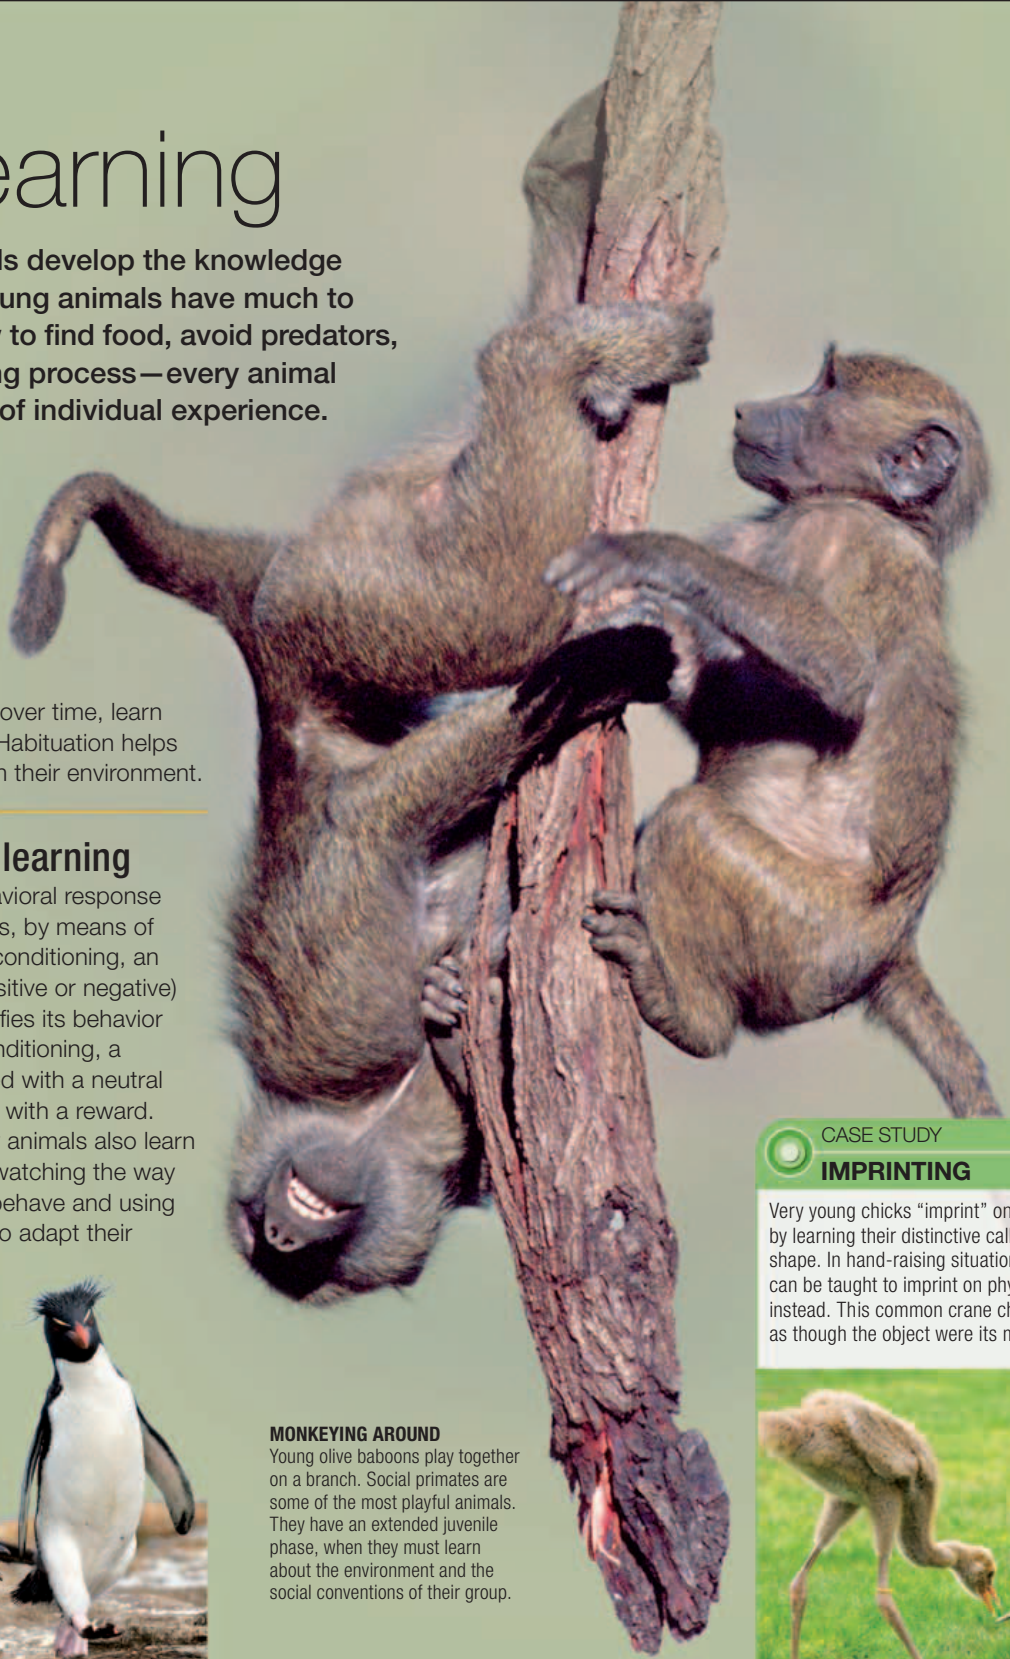 earning
ls develop the knowledge
ung animals have much to
to find food, avoid predators,
ng process—every animal
of individual experience.
over time, learn
Habituation helps
n their environment.
learning
avioral response
s, by means of
conditioning, an
sitive or negative)
fies its behavior
nditioning, a
d with a neutral
with a reward.
animals also learn
watching the way
behave and using
o adapt their
MONKEYING AROUND
Young olive baboons play together
on a branch. Social primates are
some of the most playful animals.
They have an extended juvenile
phase, when they must learn
about the environment and the
social conventions of their group.
CASE STUDY
IMPRINTING
Very young chicks “imprint” on
by learning their distinctive call
shape. In hand-raising situation
can be taught to imprint on phy
instead. This common crane ch
as though the object were its m